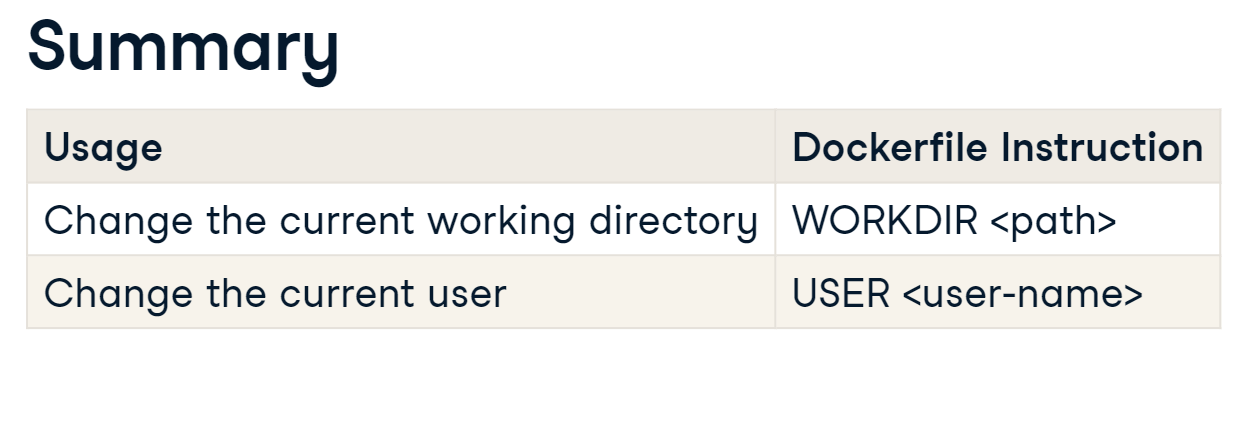 Summary
Usage Dockerfile Instruction
Change the current working directory WORKDIR <path>
Change the current user USER <user-name>